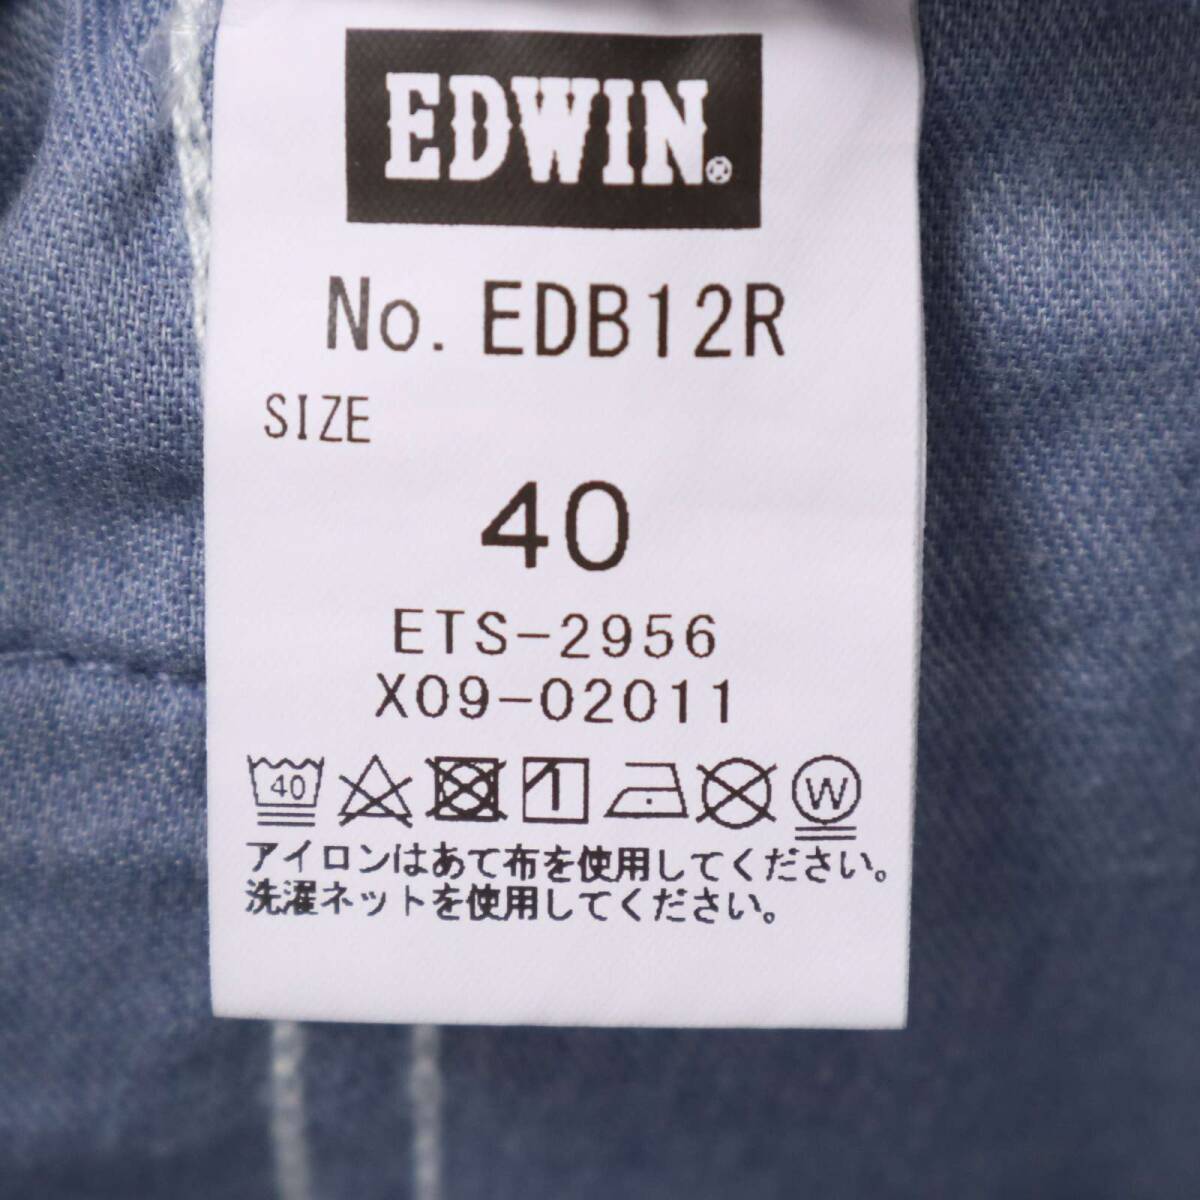 EDWIN®
No. EDB12R
SIZE
40
ETS-2956
X09-02011
40 W
アイロンはあて布を使用してください。
洗濯ネットを使用してください。